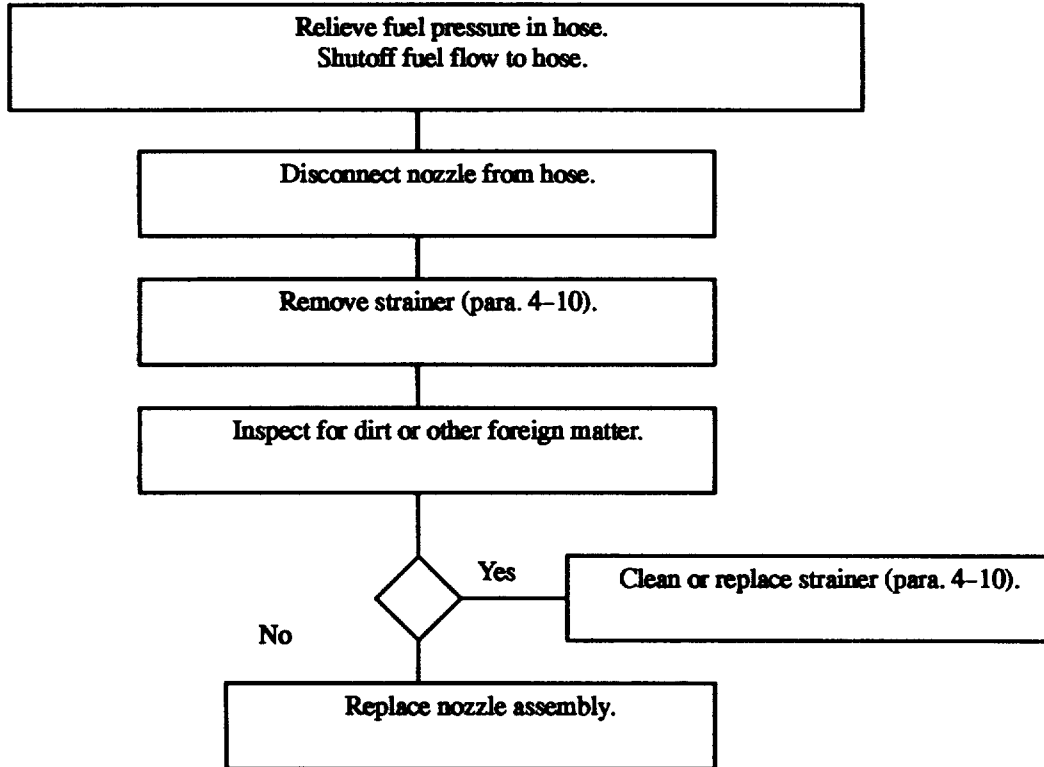 Relieve fuel pressure in hose.
Shutoff fuel flow to hose.
Disconnect nozzle from hose.
Remove strainer (para. 4–10).
Inspect for dirt or other foreign matter.
Yes
Clean or replace strainer (para. 4–10).
No
Replace nozzle assembly.